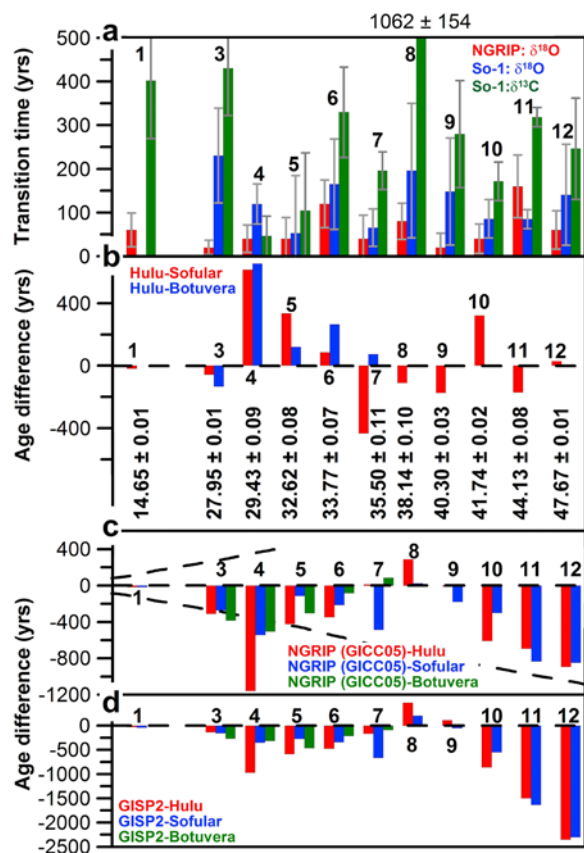 1062 ± 154
a
500
400
300
200
100
0
Transition time (yrs)
NGRIP: δ18O
So-1: δ18O
So-1:δ13C
1
3
4
5
6
7
8
9
10
11
12
b
Hulu-Sofular
Hulu-Botuvera
400
0
-400
Age difference (yrs)
1
3
4
5
6
7
8
9
10
11
12
14.65 ± 0.01
27.95 ± 0.01
29.43 ± 0.09
32.62 ± 0.08
33.77 ± 0.07
35.50 ± 0.11
38.14 ± 0.10
40.30 ± 0.03
41.74 ± 0.02
44.13 ± 0.08
47.67 ± 0.01
c
400
0
-400
-800
-1200
Age difference (yrs)
1
3
4
5
6
7
8
9
10
11
12
NGRIP (GICC05)-Hulu
NGRIP (GICC05)-Sofular
NGRIP (GICC05)-Botuvera
d
0
-500
-1000
-1500
-2000
-2500
1
3
4
5
6
7
8
9
10
11
12
GISP2-Hulu
GISP2-Sofular
GISP2-Botuvera